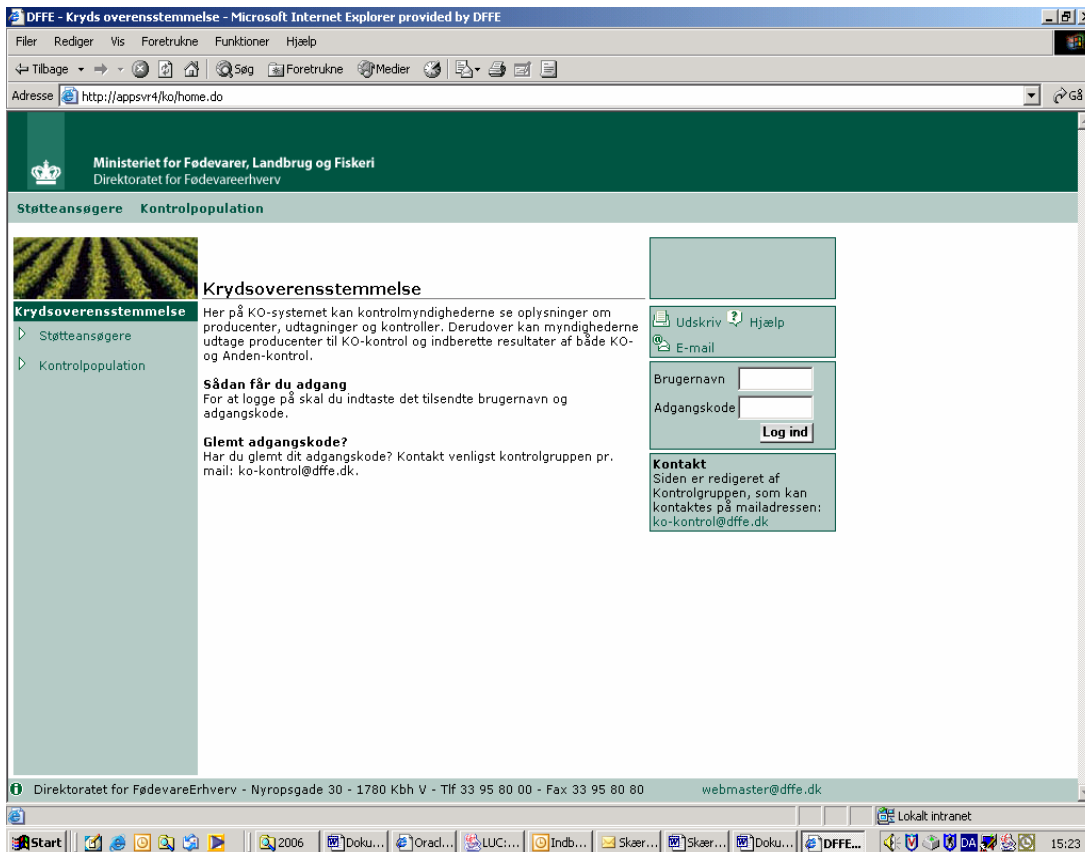 DFFE - Kryds overensstemmelse - Microsoft Internet Explorer provided by DFFE
Filer Rediger Vis Foretrukne Funktioner Hjælp
Tilbage Søg Foretrukne Medier
Adresse http://appsvr4/ko/home.do Gå
Ministeriet for Fødevarer, Landbrug og Fiskeri
Direktoratet for Fødevareerhverv
Støtteansøgere Kontrolpopulation
Krydsoverensstemmelse
Støtteansøgere
Kontrolpopulation
Krydsoverensstemmelse
Her på KO-systemet kan kontrolmyndighederne se oplysninger om
producenter, udtagninger og kontroller. Derudover kan myndighederne
udtage producenter til KO-kontrol og indberette resultater af både KO-
og Anden-kontrol.
Sådan får du adgang
For at logge på skal du indtaste det tilsendte brugernavn og
adgangskode.
Glemt adgangskode?
Har du glemt dit adgangskode? Kontakt venligst kontrolgruppen pr.
mail: ko-kontrol@dffe.dk.
Udskriv Hjælp
E-mail
Brugernavn
Adgangskode
Log ind
Kontakt
Siden er redigeret af
Kontrolgruppen, som kan
kontaktes på mailadressen:
ko-kontrol@dffe.dk
Direktoratet for FødevareErhverv - Nyropsgade 30 - 1780 Kbh V - Tlf 33 95 80 00 - Fax 33 95 80 80 webmaster@dffe.dk
Lokalt intranet
Start 2006 Doku... Oracl... LUC:... Indb... Skær... Skær... Doku... DFFE... DA 15:23